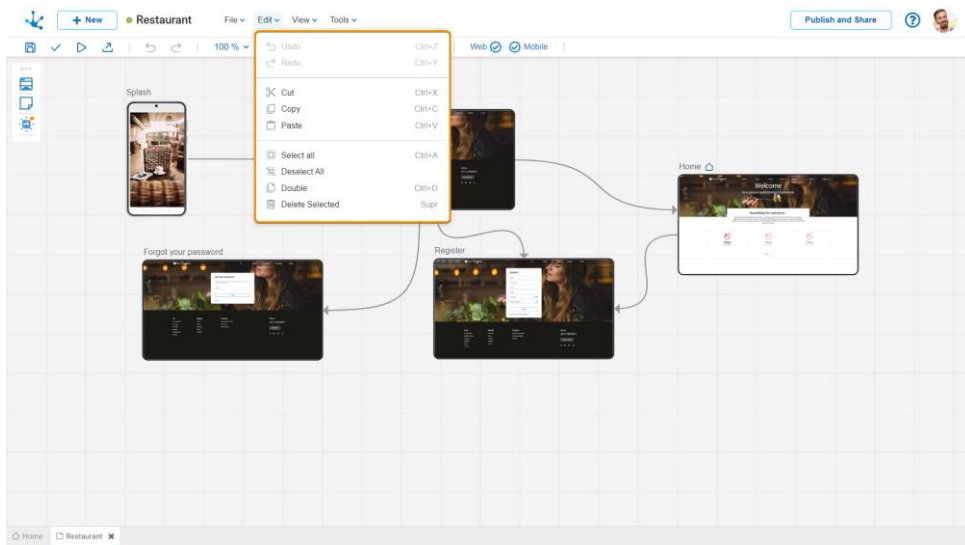 + New
Restaurant
File
Edit
View
Tools
Publish and Share
?
100 %
Web
Mobile
Undo Ctrl+Z
Redo Ctrl+Y
Cut Ctrl+X
Copy Ctrl+C
Paste Ctrl+V
Select all Ctrl+A
Deselect All
Double Ctrl+D
Delete Selected Supr
Splash
Home
Welcome
Forgot your password
Register
Home
Restaurant